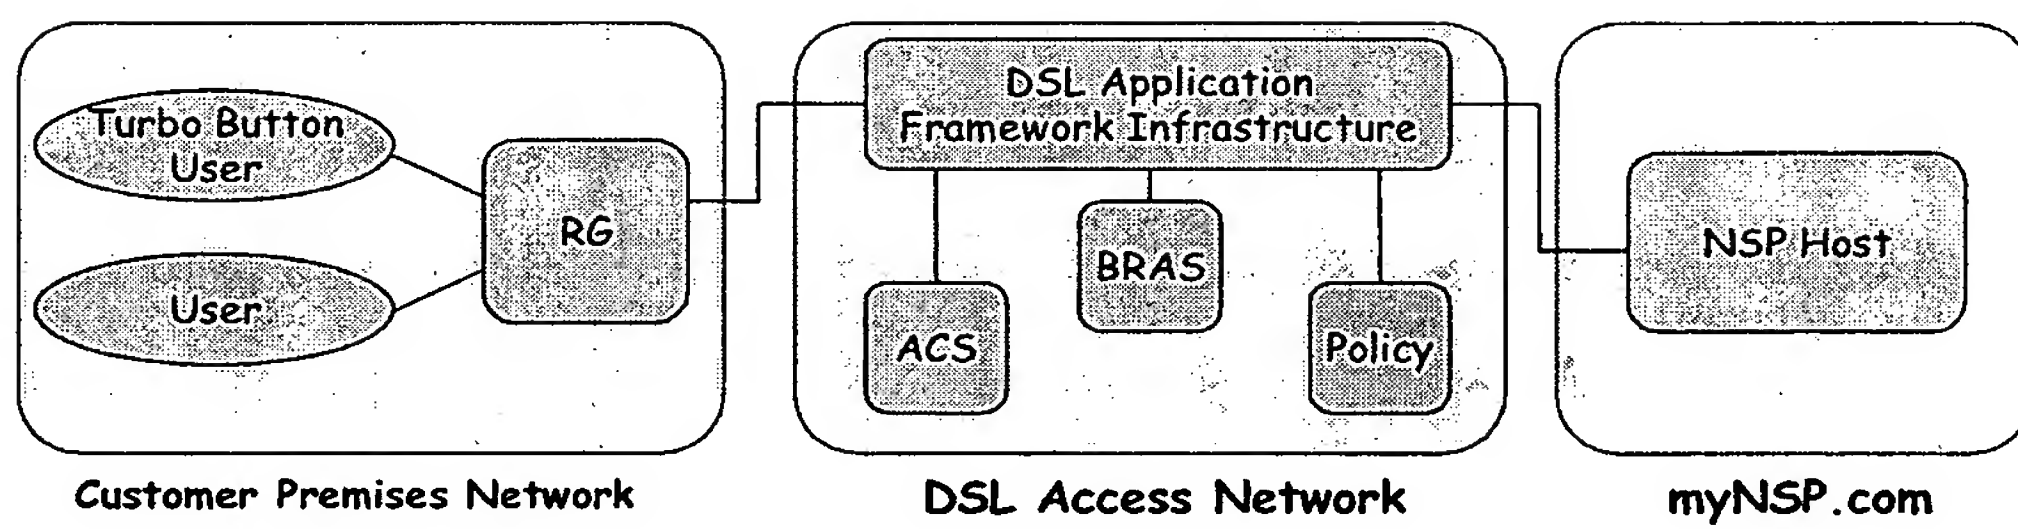 Turbo Button
User
User
RG
DSL Application
Framework Infrastructure
ACS
BRAS
Policy
NSP Host
Customer Premises Network
DSL Access Network
myNSP.com